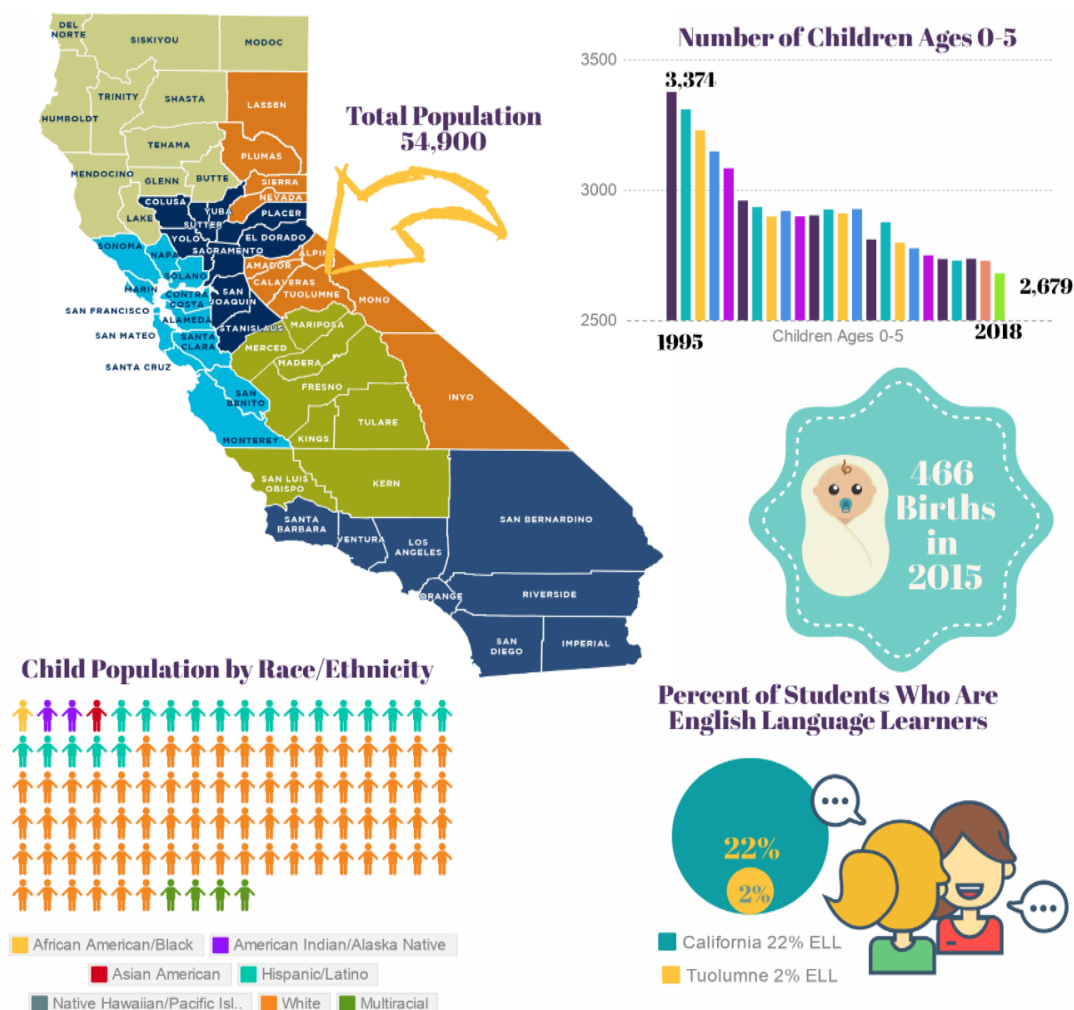 DEL
NORTE
SISKIYOU
MODOC
TRINITY
SHASTA
LASSEN
HUMBOLDT
TEHAMA
PLUMAS
MENDOCINO
GLENN
BUTTE
SIERRA
NEVADA
COLUSA
LAKE
YUBA
SUTTER
PLACER
YOLO
EL DORADO
SONOMA
NAPA
SACRAMENTO
ALPIN
SOLANO
AMADOR
CALAVERAS
MARIN
SAN
JOAQUIN
TUOLUMNE
MONO
CONTRA
COSTA
SAN FRANCISCO
ALAMEDA
STANISLAUS
MARIPOSA
SAN MATEO
SANTA
CLARA
MERCED
MADERA
SANTA CRUZ
FRESNO
SAN
BENITO
INYO
TULARE
MONTEREY
KINGS
SAN LUIS
OBISPO
KERN
SANTA
BARBARA
VENTURA
LOS
ANGELES
SAN BERNARDINO
ORANGE
RIVERSIDE
SAN
DIEGO
IMPERIAL
Total Population
54,900
Number of Children Ages 0-5
3500
3,374
3000
2500
2,679
1995
Children Ages 0-5
2018
466
Births
in
2015
Child Population by Race/Ethnicity
African American/Black
American Indian/Alaska Native
Asian American
Hispanic/Latino
Native Hawaiian/Pacific Isl..
White
Multiracial
Percent of Students Who Are
English Language Learners
22%
2%
California 22% ELL
Tuolumne 2% ELL